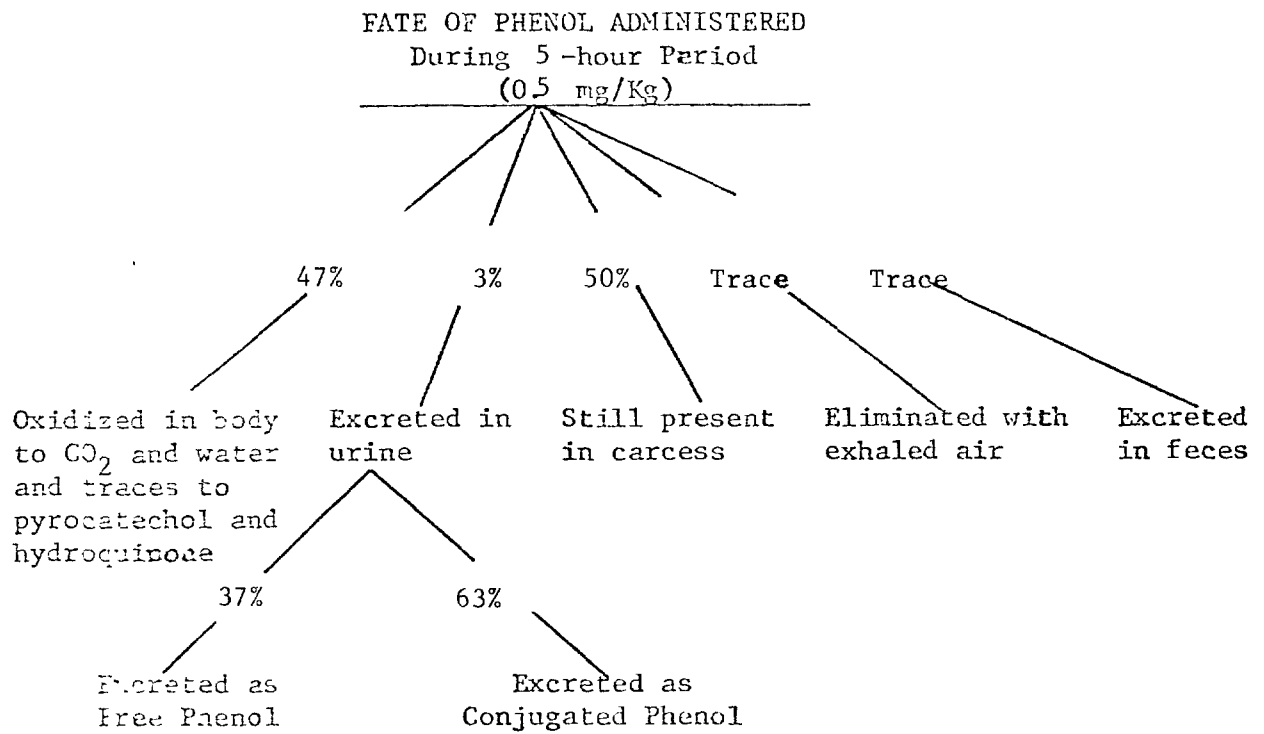 FATE OF PHENOL ADMINISTERED
During 5-hour Period
(0.5 mg/Kg)
47% 3% 50% Trace Trace
Oxidized in body
to CO2 and water
and traces to
pyrocatechol and
hydroquinone
Excreted in
urine
Still present
in carcess
Eliminated with
exhaled air
Excreted
in feces
37% 63%
Excreted as
Free Phenol
Excreted as
Conjugated Phenol